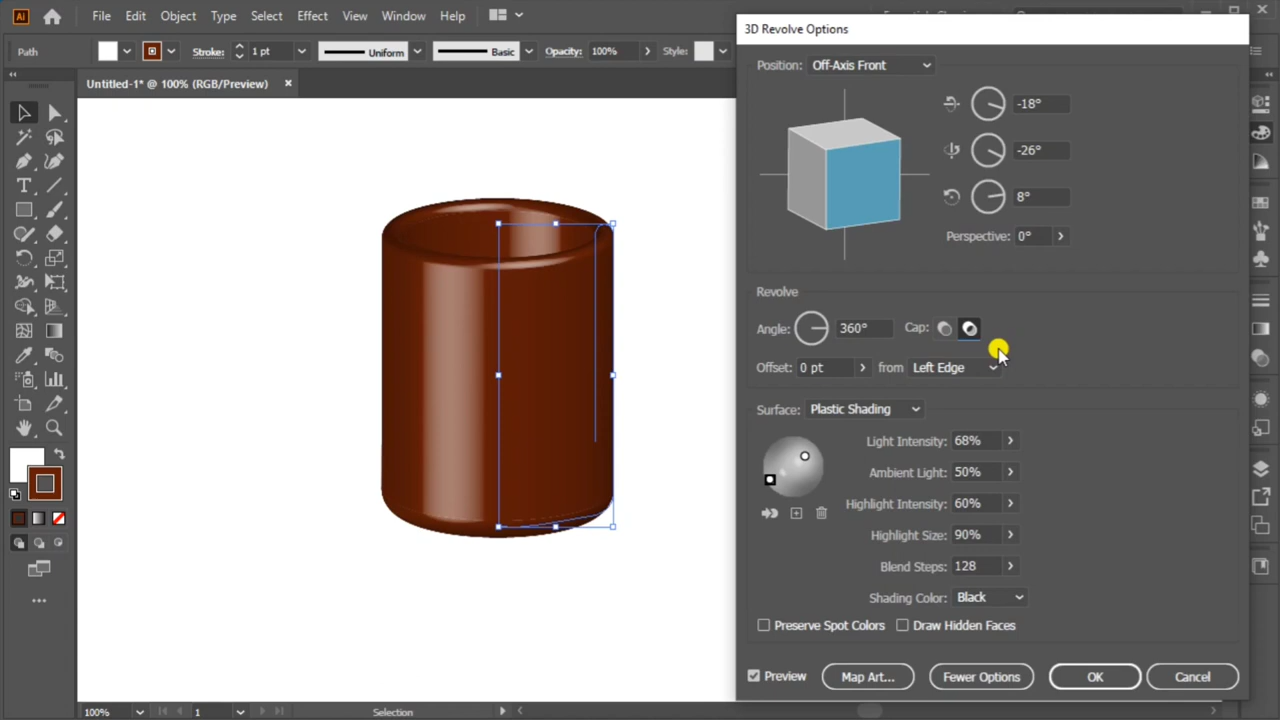 Ai File Edit Object Type Select Effect View Window Help
3D Revolve Options
Path Stroke: 1 pt Uniform Basic Opacity: 100% Style:
Position: Off-Axis Front
Untitled-1* @ 100% (RGB/Preview)
-18°
-26°
8°
Perspective: 0°
Revolve
Angle: 360° Cap:
Offset: 0 pt from Left Edge
Surface: Plastic Shading
Light Intensity: 68%
Ambient Light: 50%
Highlight Intensity: 60%
Highlight Size: 90%
Blend Steps: 128
Shading Color: Black
Preserve Spot Colors Draw Hidden Faces
Preview Map Art... Fewer Options OK Cancel
100% 1 Selection